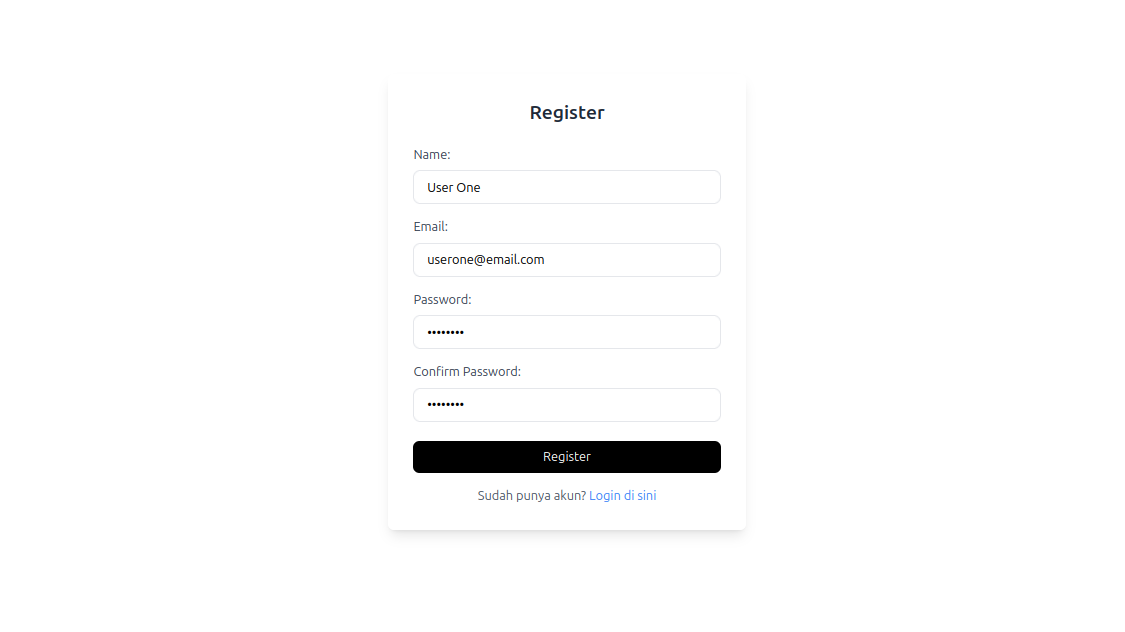 Register
Name:
User One
Email:
userone@email.com
Password:
••••••••
Confirm Password:
••••••••
Register
Sudah punya akun? Login di sini